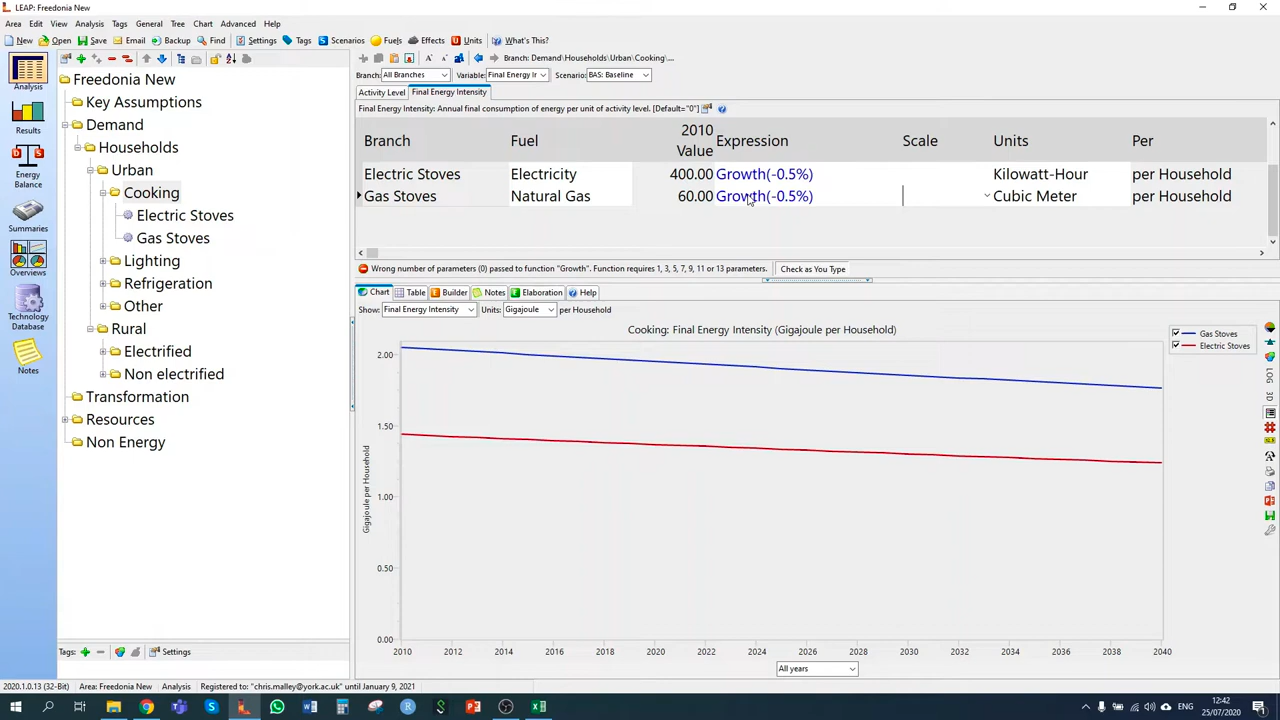 LEAP: Freedonia New
Area Edit View Analysis Tags General Tree Chart Advanced Help
New Open Save Email Backup Find Settings Tags Scenarios Fuels Effects Units What's This?
Branch: Demand\Households\Urban\Cooking\...
Branch: All Branches Variable: Final Energy Ir Scenario: BAS: Baseline
Activity Level Final Energy Intensity
Final Energy Intensity: Annual final consumption of energy per unit of activity level. [Default="0"]
Branch Fuel 2010 Value Expression Scale Units Per
Electric Stoves Electricity 400.00 Growth(-0.5%) Kilowatt-Hour per Household
Gas Stoves Natural Gas 60.00 Growth(-0.5%) Cubic Meter per Household
Wrong number of parameters (0) passed to function "Growth". Function requires 1, 3, 5, 7, 9, 11 or 13 parameters. Check as You Type
Analysis
Results
Energy Balance
Summaries
Overviews
Technology Database
Notes
Freedonia New
Key Assumptions
Demand
Households
Urban
Cooking
Electric Stoves
Gas Stoves
Lighting
Refrigeration
Other
Rural
Electrified
Non electrified
Transformation
Resources
Non Energy
Tags: Settings
Chart Table Builder Notes Elaboration Help
Show: Final Energy Intensity Units: Gigajoule per Household
Cooking: Final Energy Intensity (Gigajoule per Household)
Gas Stoves
Electric Stoves
LOG
3D
Gigajoule per Household
2.00
1.50
1.00
0.50
0.00
2010 2012 2014 2016 2018 2020 2022 2024 2026 2028 2030 2032 2034 2036 2038 2040
All years
2020.1.0.13 (32-Bit) Area: Freedonia New Analysis Registered to: "chris.malley@york.ac.uk" until January 9, 2021
ENG
12:42
25/07/2020